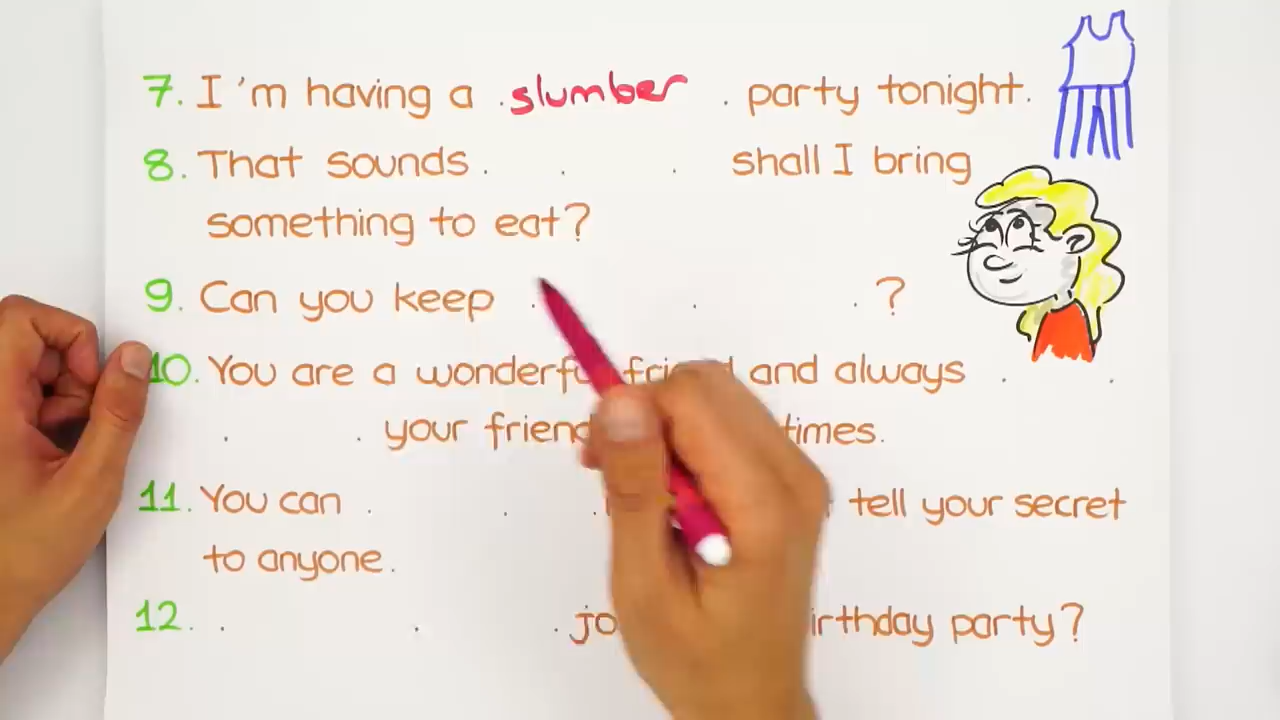 7. I'm having a slumber party tonight.
8. That sounds shall I bring
something to eat?
9. Can you keep ?
10. You are a wonderful friend and always
your friend times.
11. You can tell your secret
to anyone.
12. party?